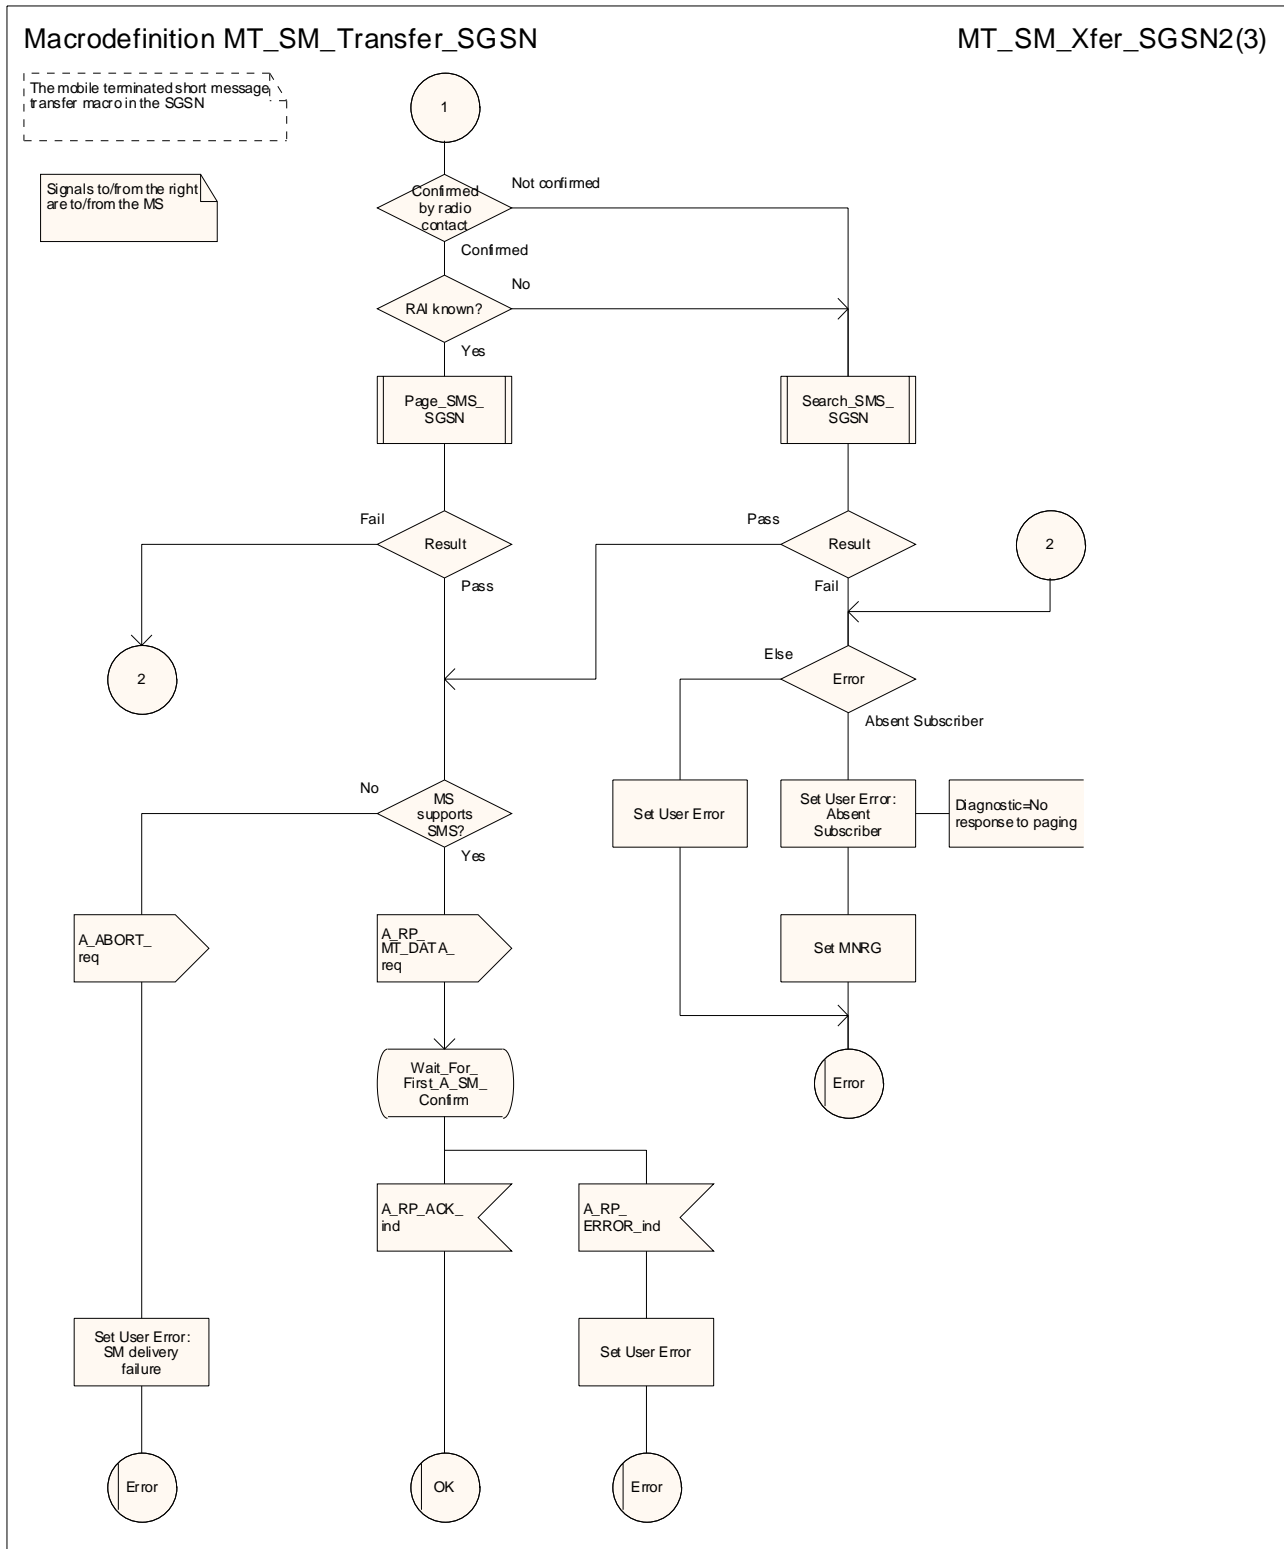 Macrodefinition MT_SM_Transfer_SGSN
MT_SM_Xfer_SGSN2(3)
The mobile terminated short message
transfer macro in the SGSN
1
Signals to/from the right
are to/from the MS
Confirmed
by radio
contact
Not confirmed
Confirmed
RAI known?
No
Yes
Page_SMS_
SGSN
Search_SMS_
SGSN
Fail
Result
Pass
Pass
Result
Fail
2
2
Else
Error
Absent Subscriber
No
MS
supports
SMS?
Yes
Set User Error
Set User Error:
Absent
Subscriber
Diagnostic=No
response to paging
A_ABORT_
req
A_RP_
MT_DATA_
req
Set MNRG
Wait_For_
First_A_SM_
Confirm
Error
A_RP_ACK_
ind
A_RP_
ERROR_ind
Set User Error:
SM delivery
failure
Set User Error
Error
OK
Error